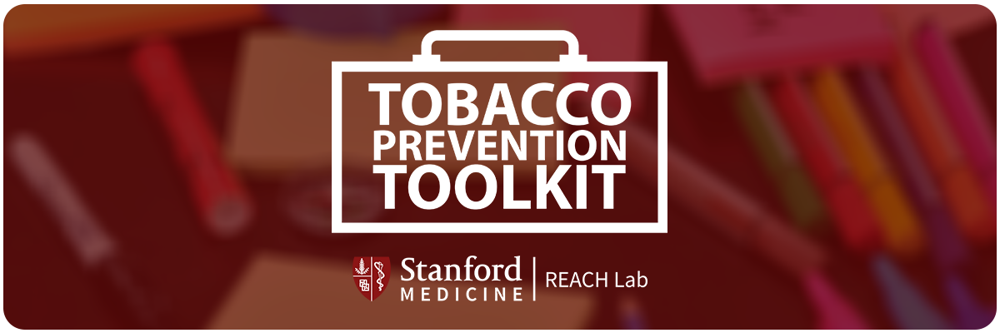 TOBACCO
PREVENTION
TOOLKIT
Stanford
MEDICINE
REACH Lab